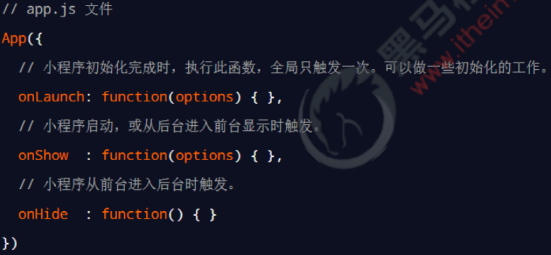 // app.js 文件
App({
// 小程序初始化完成时，执行此函数，全局只触发一次。可以做一些初始化的工作。
onLaunch: function(options) { },
// 小程序启动，或从后台进入前台显示时触发。
onShow  : function(options) { },
// 小程序从前台进入后台时触发。
onHide  : function() { }
})
黑马
www.itheim